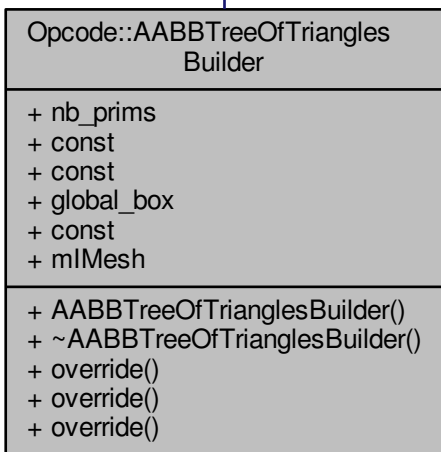 Opcode::AABBTreeOfTriangles
Builder
+ nb_prims
+ const
+ const
+ global_box
+ const
+ mIMesh
+ AABBTreeOfTrianglesBuilder()
+ ~AABBTreeOfTrianglesBuilder()
+ override()
+ override()
+ override()